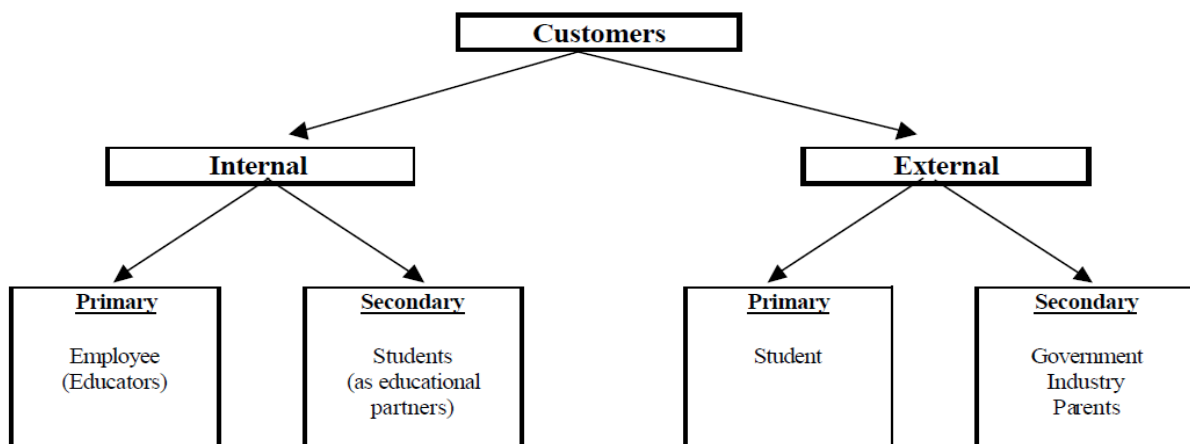 Customers
Internal
External
Primary
Employee
(Educators)
Secondary
Students
(as educational
partners)
Primary
Student
Secondary
Government
Industry
Parents